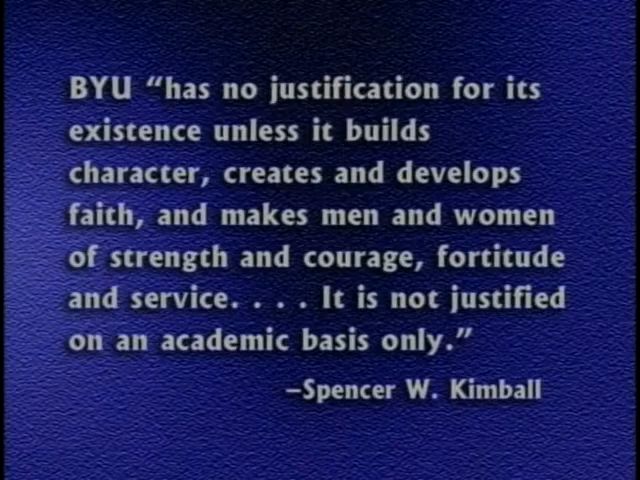 BYU “has no justification for its
existence unless it builds
character, creates and develops
faith, and makes men and women
of strength and courage, fortitude
and service. . . . It is not justified
on an academic basis only.”
–Spencer W. Kimball